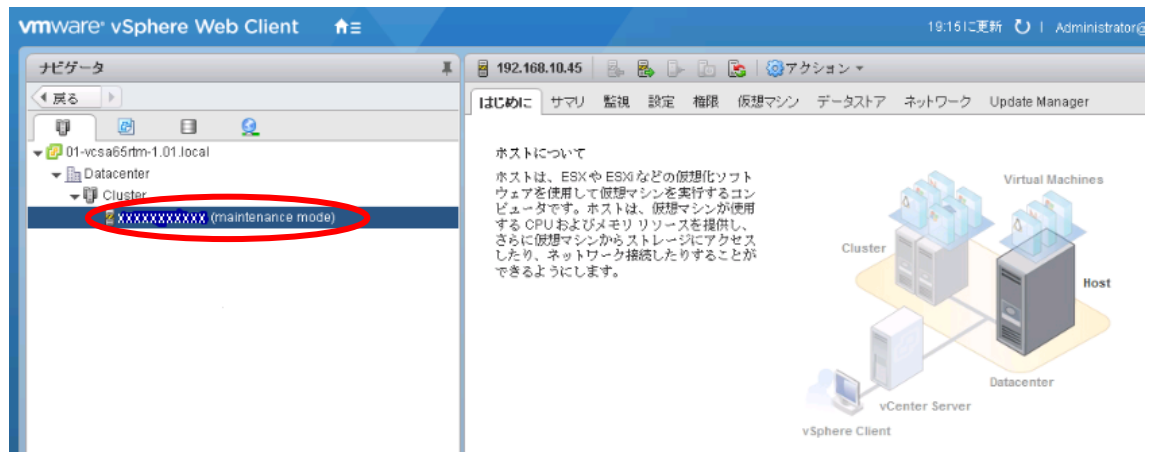 vmware® vSphere Web Client
19:15に更新 | Administrator@
ナビゲータ
戻る
01-vcsa65rtm-1.01.local
Datacenter
Cluster
xxxxxxxxxxx (maintenance mode)
192.168.10.45 アクション
はじめに サマリ 監視 設定 権限 仮想マシン データストア ネットワーク Update Manager
ホストについて
ホストは、ESX や ESXi などの仮想化ソフト
ウェアを使用して仮想マシンを実行するコン
ピュータです。ホストは、仮想マシンが使用
する CPU およびメモリ リソースを提供し、
さらに仮想マシンからストレージにアクセス
したり、ネットワーク接続したりすることが
できるようにします。
Virtual Machines
Cluster
Host
Datacenter
vCenter Server
vSphere Client